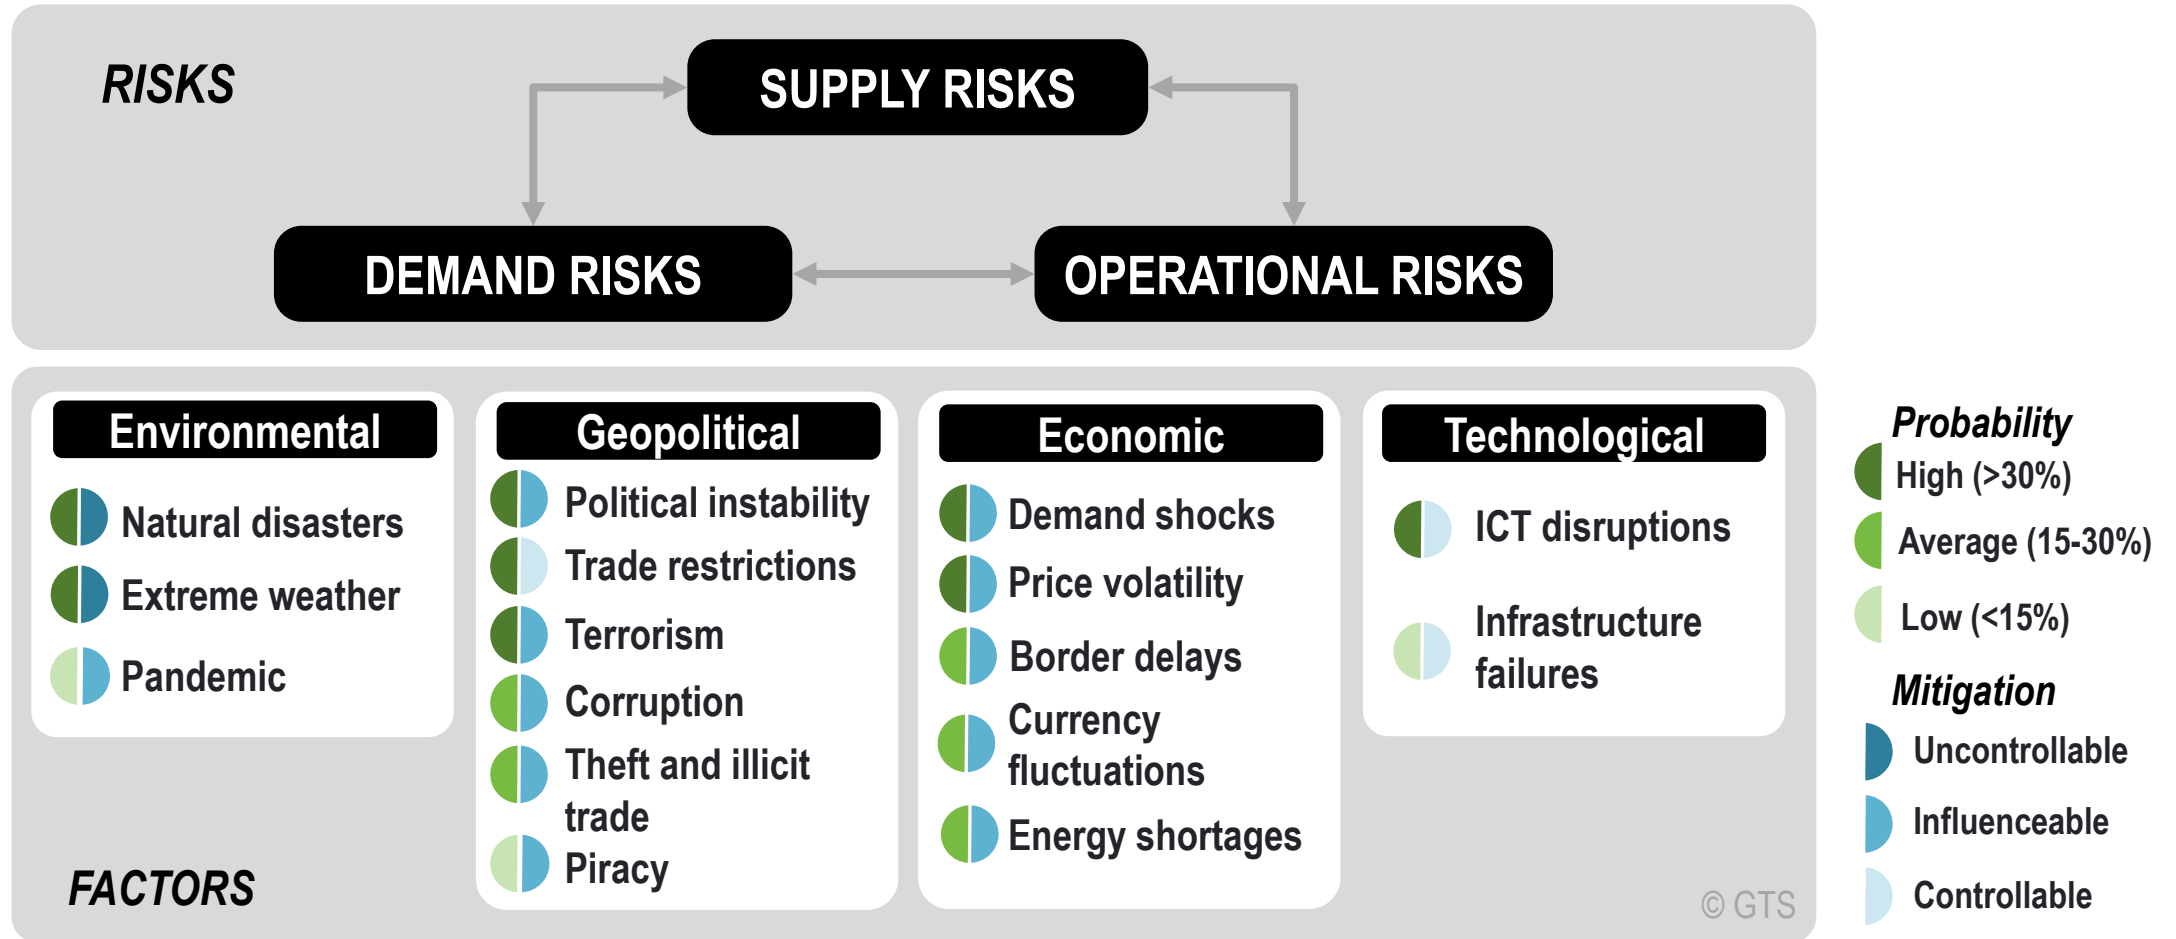 RISKS
SUPPLY RISKS
DEMAND RISKS
OPERATIONAL RISKS
Environmental
Natural disasters
Extreme weather
Pandemic
Geopolitical
Political instability
Trade restrictions
Terrorism
Corruption
Theft and illicit
trade
Piracy
Economic
Demand shocks
Price volatility
Border delays
Currency
fluctuations
Energy shortages
Technological
ICT disruptions
Infrastructure
failures
FACTORS
© GTS
Probability
High (>30%)
Average (15-30%)
Low (<15%)
Mitigation
Uncontrollable
Influenceable
Controllable